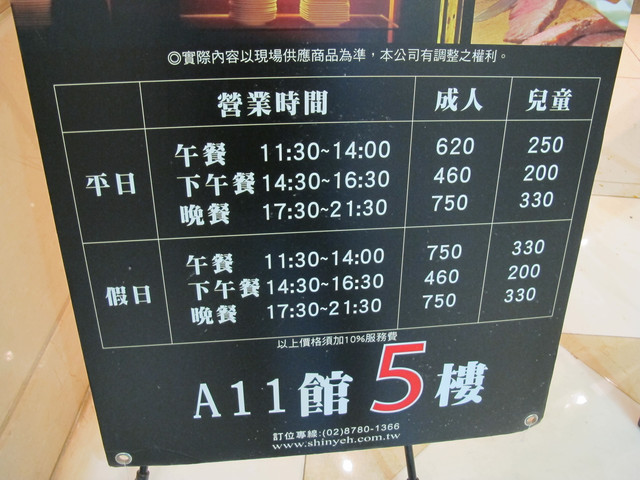 ◎實際內容以現場供應商品為準，本公司有調整之權利。
營業時間 成人 兒童
平日
午餐 11:30~14:00 620 250
下午餐 14:30~16:30 460 200
晚餐 17:30~21:30 750 330
假日
午餐 11:30~14:00 750 330
下午餐 14:30~16:30 460 200
晚餐 17:30~21:30 750 330
以上價格須加10%服務費
A11館5樓
訂位專線:(02)8780-1366
www.shinyeh.com.tw